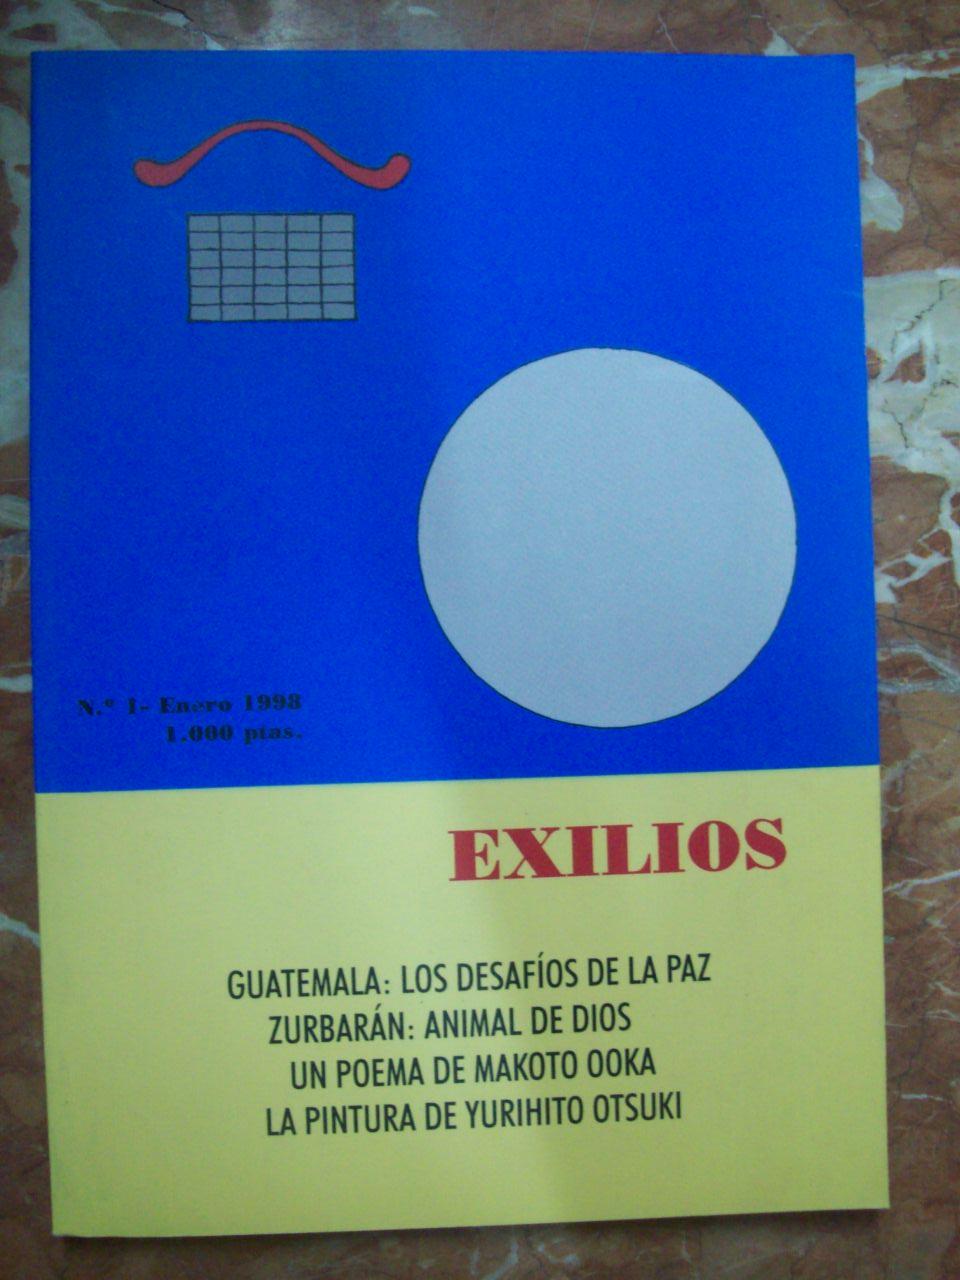 N.º 1- Enero 1998
1.000 ptas.
EXILIOS
GUATEMALA: LOS DESAFÍOS DE LA PAZ
ZURBARÁN: ANIMAL DE DIOS
UN POEMA DE MAKOTO OOKA
LA PINTURA DE YURIHITO OTSUKI